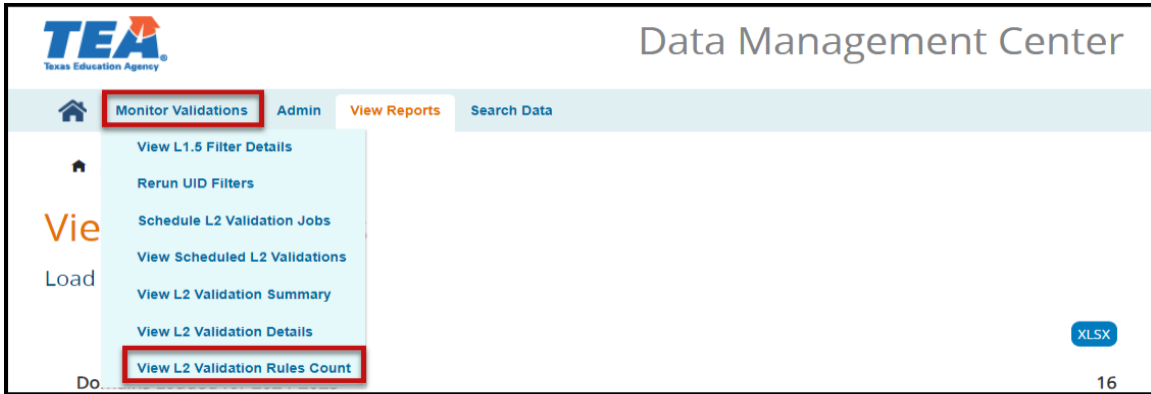 TEA
Texas Education Agency
Data Management Center
Monitor Validations Admin View Reports Search Data
View L1.5 Filter Details
Rerun UID Filters
Vie
Schedule L2 Validation Jobs
View Scheduled L2 Validations
Load
View L2 Validation Summary
View L2 Validation Details
XLSX
View L2 Validation Rules Count
Do
16